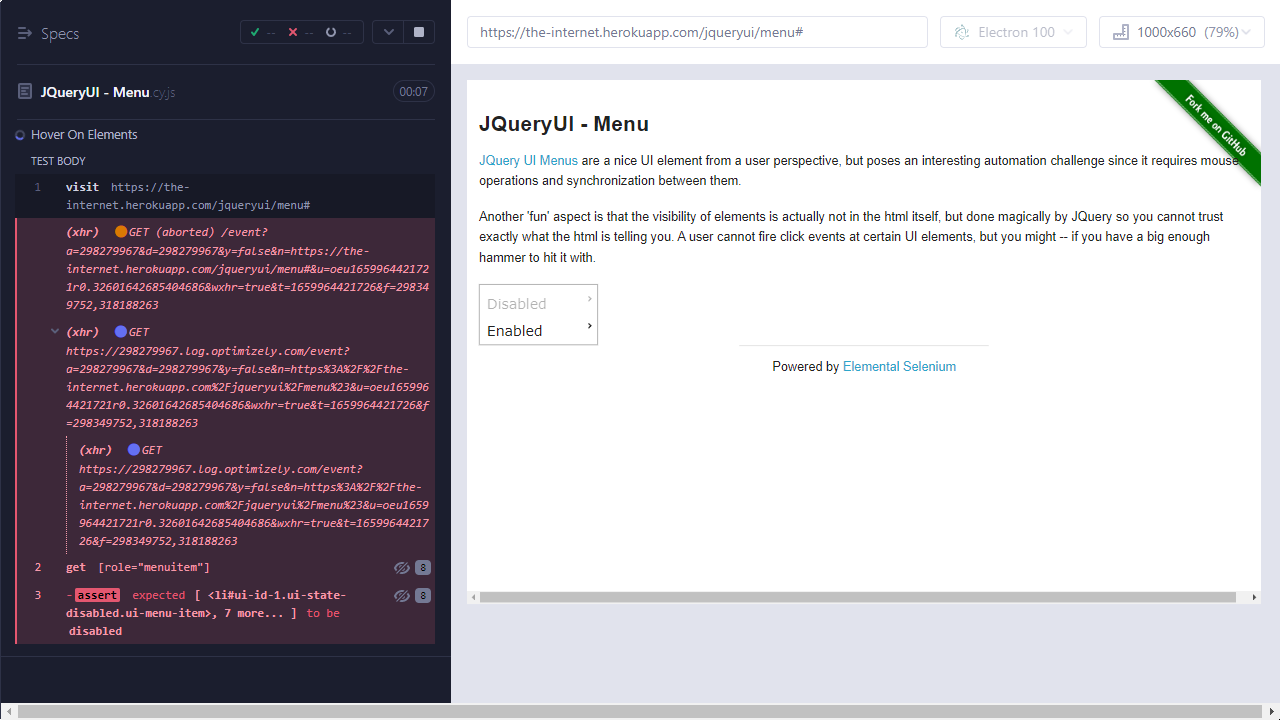 Specs
--
--
--
JQueryUI - Menu.cy.js
00:07
Hover On Elements
TEST BODY
1 visit https://the-
internet.herokuapp.com/jqueryui/menu#
(xhr) GET (aborted) /event?
a=298279967&d=298279967&y=false&n=https://the-
internet.herokuapp.com/jqueryui/menu#&u=oeu165996442172
1r0.32601642685404686&wxhr=true&t=1659964421726&f=29834
9752,318188263
(xhr) GET
https://298279967.log.optimizely.com/event?
a=298279967&d=298279967&y=false&n=https%3A%2F%2Fthe-
internet.herokuapp.com%2Fjqueryui%2Fmenu%23&u=oeu165996
4421721r0.32601642685404686&wxhr=true&t=1659964421726&f
=298349752,318188263
(xhr) GET
https://298279967.log.optimizely.com/event?
a=298279967&d=298279967&y=false&n=https%3A%2F%2Fthe-
internet.herokuapp.com%2Fjqueryui%2Fmenu%23&u=oeu1659
964421721r0.32601642685404686&wxhr=true&t=16599644217
26&f=298349752,318188263
2 get [role="menuitem"] 8
3 -assert expected [ <li#ui-id-1.ui-state- 8
disabled.ui-menu-item>, 7 more... ] to be
disabled
https://the-internet.herokuapp.com/jqueryui/menu#
Electron 100
1000x660 (79%)
Fork me on GitHub
JQueryUI - Menu
JQuery UI Menus are a nice UI element from a user perspective, but poses an interesting automation challenge since it requires mouse
operations and synchronization between them.
Another 'fun' aspect is that the visibility of elements is actually not in the html itself, but done magically by JQuery so you cannot trust
exactly what the html is telling you. A user cannot fire click events at certain UI elements, but you might -- if you have a big enough
hammer to hit it with.
Disabled
Enabled
Powered by Elemental Selenium